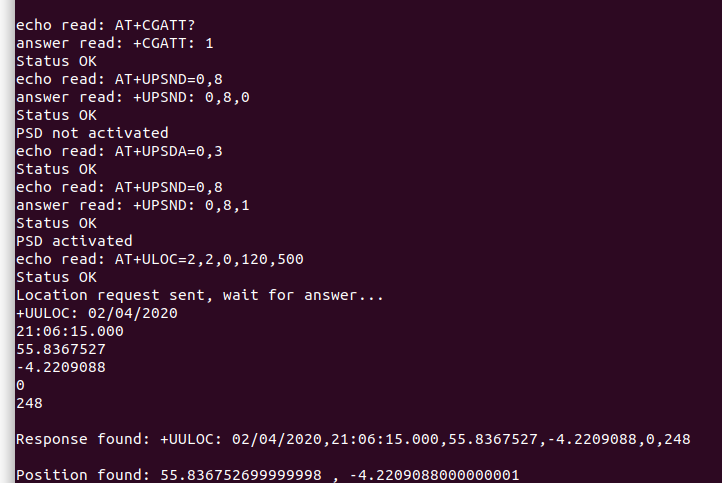 echo read: AT+CGATT?
answer read: +CGATT: 1
Status OK
echo read: AT+UPSND=0,8
answer read: +UPSND: 0,8,0
Status OK
PSD not activated
echo read: AT+UPSDA=0,3
Status OK
echo read: AT+UPSND=0,8
answer read: +UPSND: 0,8,1
Status OK
PSD activated
echo read: AT+ULOC=2,2,0,120,500
Status OK
Location request sent, wait for answer...
+UULOC: 02/04/2020
21:06:15.000
55.8367527
-4.2209088
0
248
Response found: +UULOC: 02/04/2020,21:06:15.000,55.8367527,-4.2209088,0,248
Position found: 55.836752699999998 , -4.2209088000000001